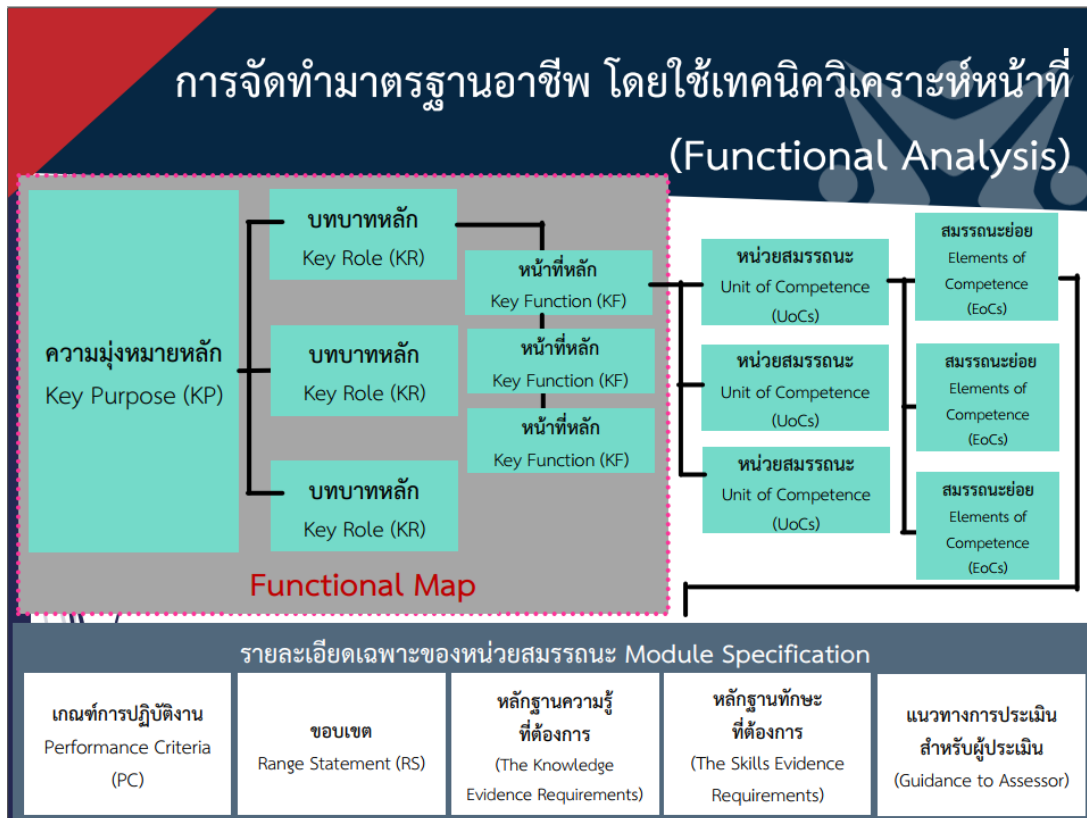 การจัดทำมาตรฐานอาชีพ โดยใช้เทคนิควิเคราะห์หน้าที่
(Functional Analysis)
ความมุ่งหมายหลัก
Key Purpose (KP)
บทบาทหลัก
Key Role (KR)
บทบาทหลัก
Key Role (KR)
บทบาทหลัก
Key Role (KR)
หน้าที่หลัก
Key Function (KF)
หน้าที่หลัก
Key Function (KF)
หน้าที่หลัก
Key Function (KF)
Functional Map
หน่วยสมรรถนะ
Unit of Competence
(UoCs)
หน่วยสมรรถนะ
Unit of Competence
(UoCs)
หน่วยสมรรถนะ
Unit of Competence
(UoCs)
สมรรถนะย่อย
Elements of
Competence
(EoCs)
สมรรถนะย่อย
Elements of
Competence
(EoCs)
สมรรถนะย่อย
Elements of
Competence
(EoCs)
รายละเอียดเฉพาะของหน่วยสมรรถนะ Module Specification
เกณฑ์การปฏิบัติงาน
Performance Criteria
(PC)
ขอบเขต
Range Statement (RS)
หลักฐานความรู้
ที่ต้องการ
(The Knowledge
Evidence Requirements)
หลักฐานทักษะ
ที่ต้องการ
(The Skills Evidence
Requirements)
แนวทางการประเมิน
สำหรับผู้ประเมิน
(Guidance to Assessor)